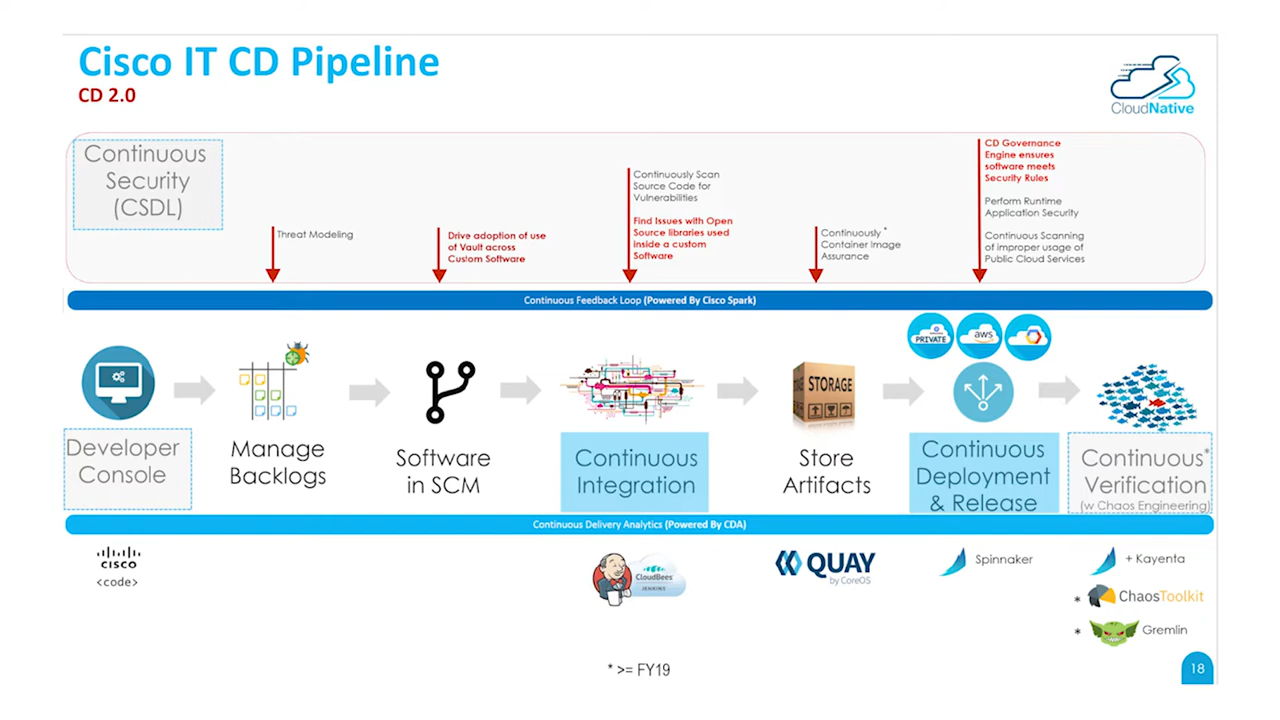 Cisco IT CD Pipeline
CD 2.0
CloudNative
Continuous
Security
(CSDL)
Threat Modeling
Drive adoption of use
of Vault across
Custom Software
Continuously Scan
Source Code for
Vulnerabilities
Find Issues with Open
Source libraries used
inside a custom
Software
Continuously *
Container Image
Assurance
CD Governance
Engine ensures
software meets
Security Rules
Perform Runtime
Application Security
Continuous Scanning
of improper usage of
Public Cloud Services
Continuous Feedback Loop (Powered By Cisco Spark)
PRIVATE
aws
STORAGE
Developer
Console
Manage
Backlogs
Software
in SCM
Continuous
Integration
Store
Artifacts
Continuous
Deployment
& Release
Continuous*
Verification
(w Chaos Engineering)
Continuous Delivery Analytics (Powered By CDA)
CISCO
<code>
CloudBees
JENKINS
QUAY
by CoreOS
Spinnaker
+ Kayenta
* ChaosToolkit
* Gremlin
* >= FY19
18